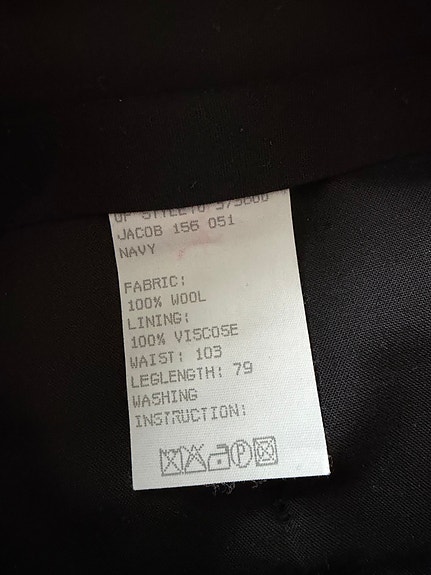 JACOB 156 051
NAVY
FABRIC:
100% WOOL
LINING:
100% VISCOSE
WAIST: 103
LEGLENGTH: 79
WASHING
INSTRUCTION:
P